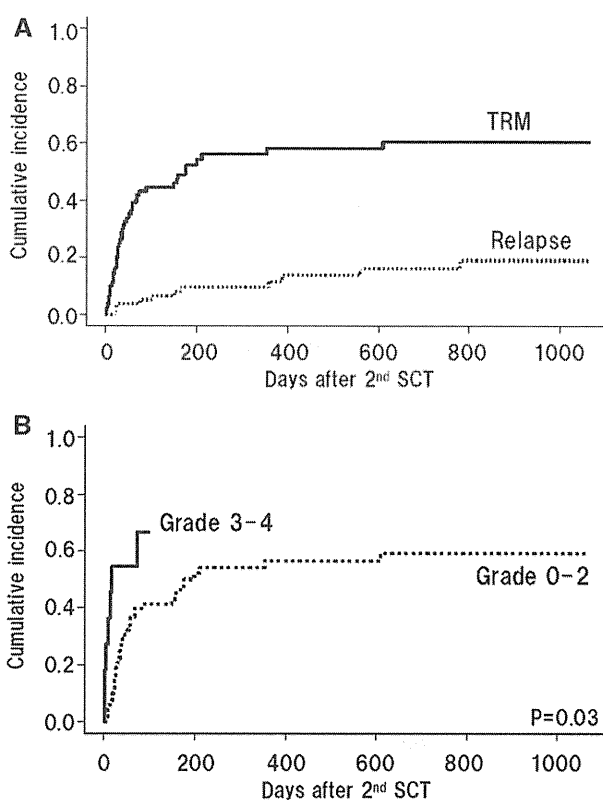 A
1.0
0.8
0.6
0.4
0.2
0.0
Cumulative incidence
TRM
Relapse
0 200 400 600 800 1000
Days after 2nd SCT
B
1.0
0.8
0.6
0.4
0.2
0.0
Cumulative incidence
Grade 3-4
Grade 0-2
P=0.03
0 200 400 600 800 1000
Days after 2nd SCT